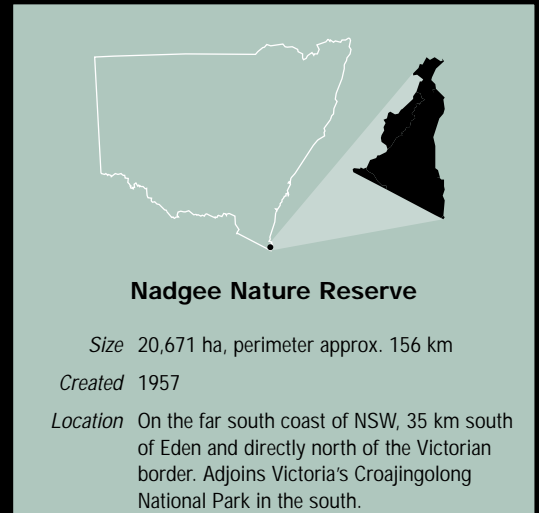 Nadgee Nature Reserve
Size 20,671 ha, perimeter approx. 156 km
Created 1957
Location On the far south coast of NSW, 35 km south
of Eden and directly north of the Victorian
border. Adjoins Victoria's Croajingolong
National Park in the south.